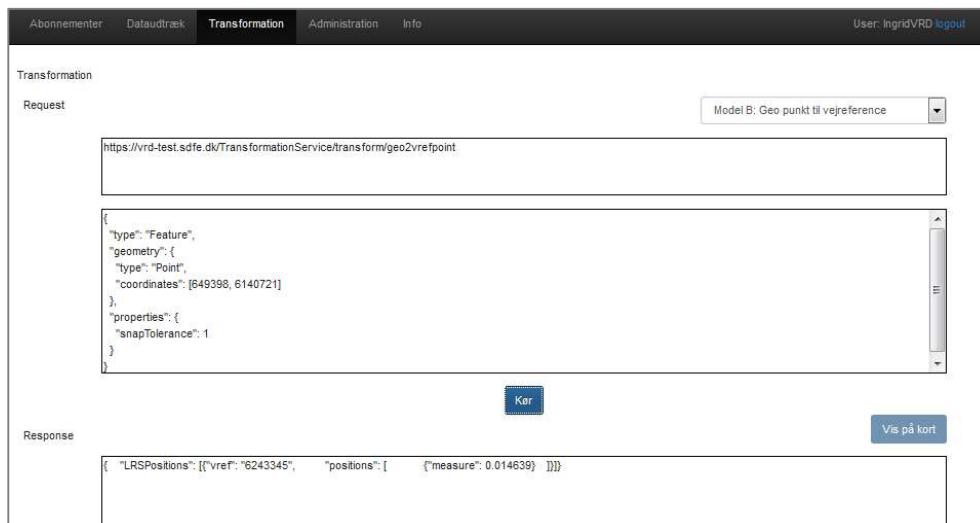 Abonnementer Dataudtræk Transformation Administration Info User: IngridVRD logout
Transformation
Request
Model B: Geo punkt til vejreference
https://vrd-test.sdfe.dk/TransformationService/transform/geo2vrefpoint
{
"type": "Feature",
"geometry": {
"type": "Point",
"coordinates": [649398, 6140721]
},
"properties": {
"snapTolerance": 1
}
}
Kør
Vis på kort
Response
{ "LRSPositions": [{"vref": "6243345", "positions": [ {"measure": 0.014639} ]}]}